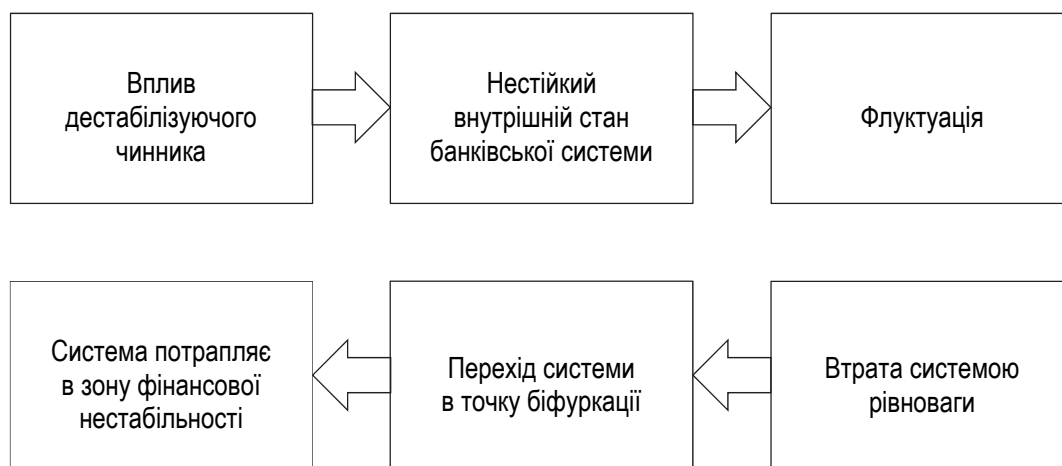 Вплив
дестабілізуючого
чинника
Нестійкий
внутрішній стан
банківської системи
Флуктуація
Система потрапляє
в зону фінансової
нестабільності
Перехід системи
в точку біфуркації
Втрата системою
рівноваги